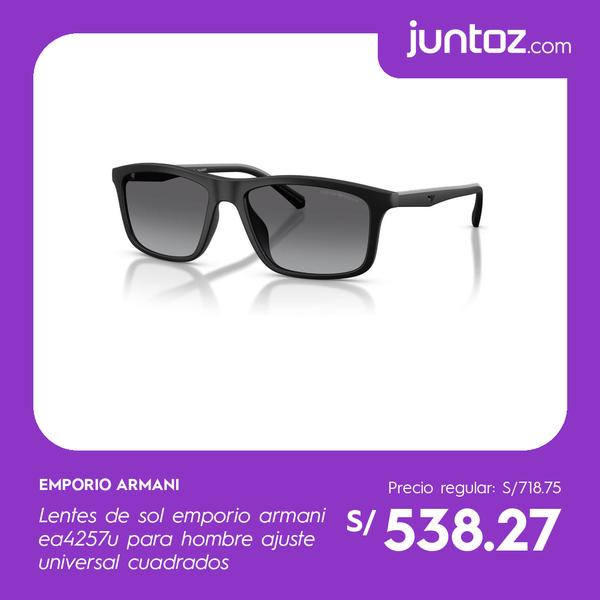 juntoz.com
EMPORIO ARMANI
Lentes de sol emporio armani
ea4257u para hombre ajuste
universal cuadrados
Precio regular: S/718.75
S/ 538.27